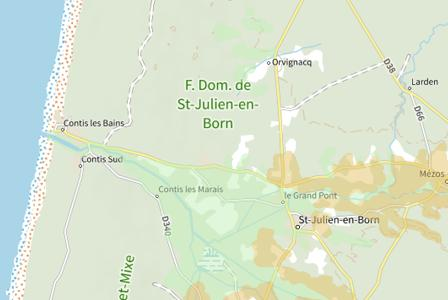 Orvignacq
D38
Larden
F. Dom. de
St-Julien-en-
Born
D66
Contis les Bains
Contis Sud
Mézos
Contis les Marais
le Grand Pont
St-Julien-en-Born
D340
et-Mixe